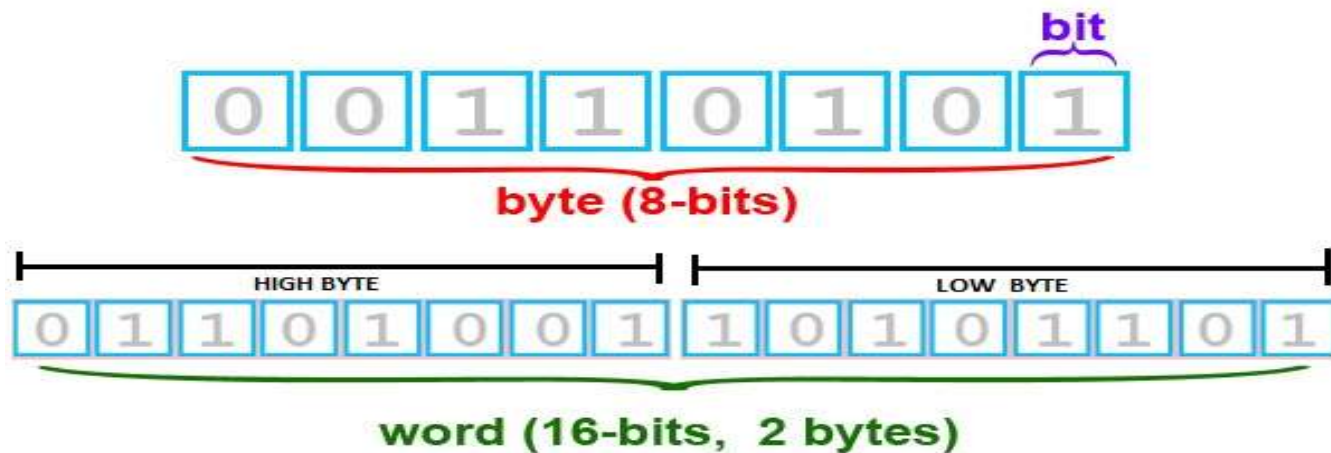 bit
0 0 1 1 0 1 0 1
byte (8-bits)
HIGH BYTE LOW BYTE
0 1 1 0 1 0 0 1 1 0 1 0 1 1 0 1
word (16-bits, 2 bytes)